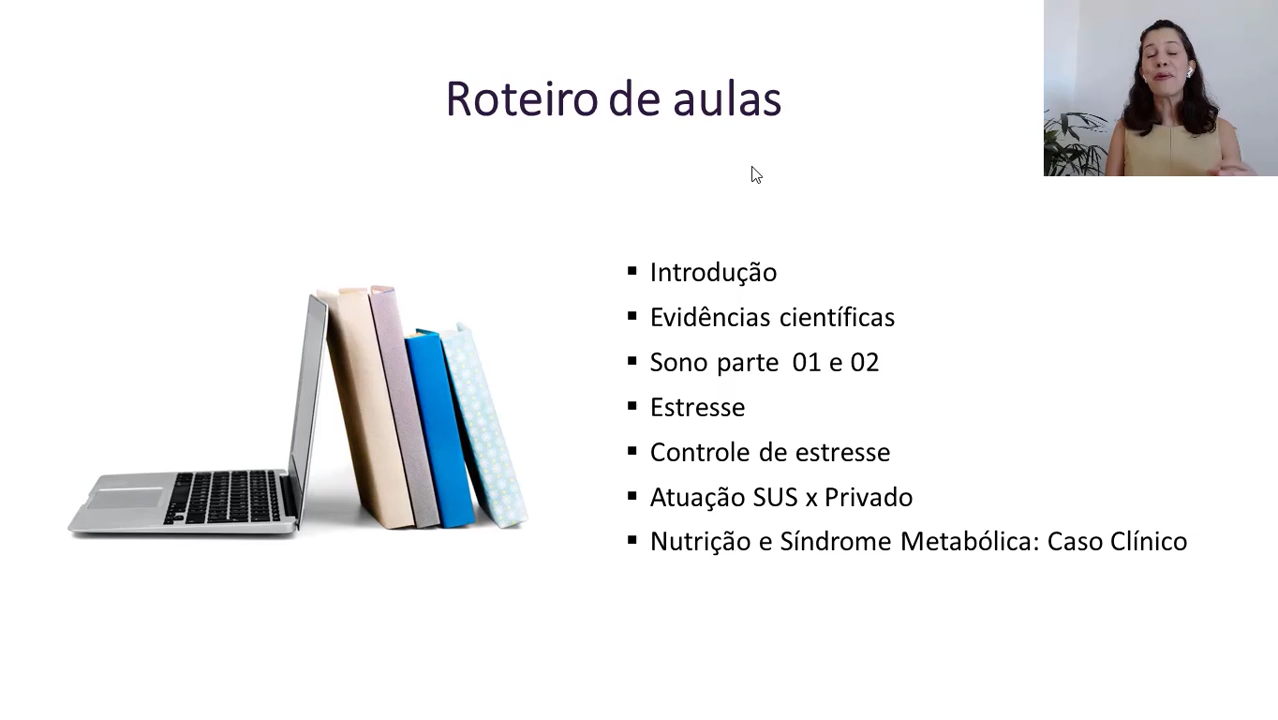 Roteiro de aulas
Introdução
Evidências científicas
Sono parte 01 e 02
Estresse
Controle de estresse
Atuação SUS x Privado
Nutrição e Síndrome Metabólica: Caso Clínico